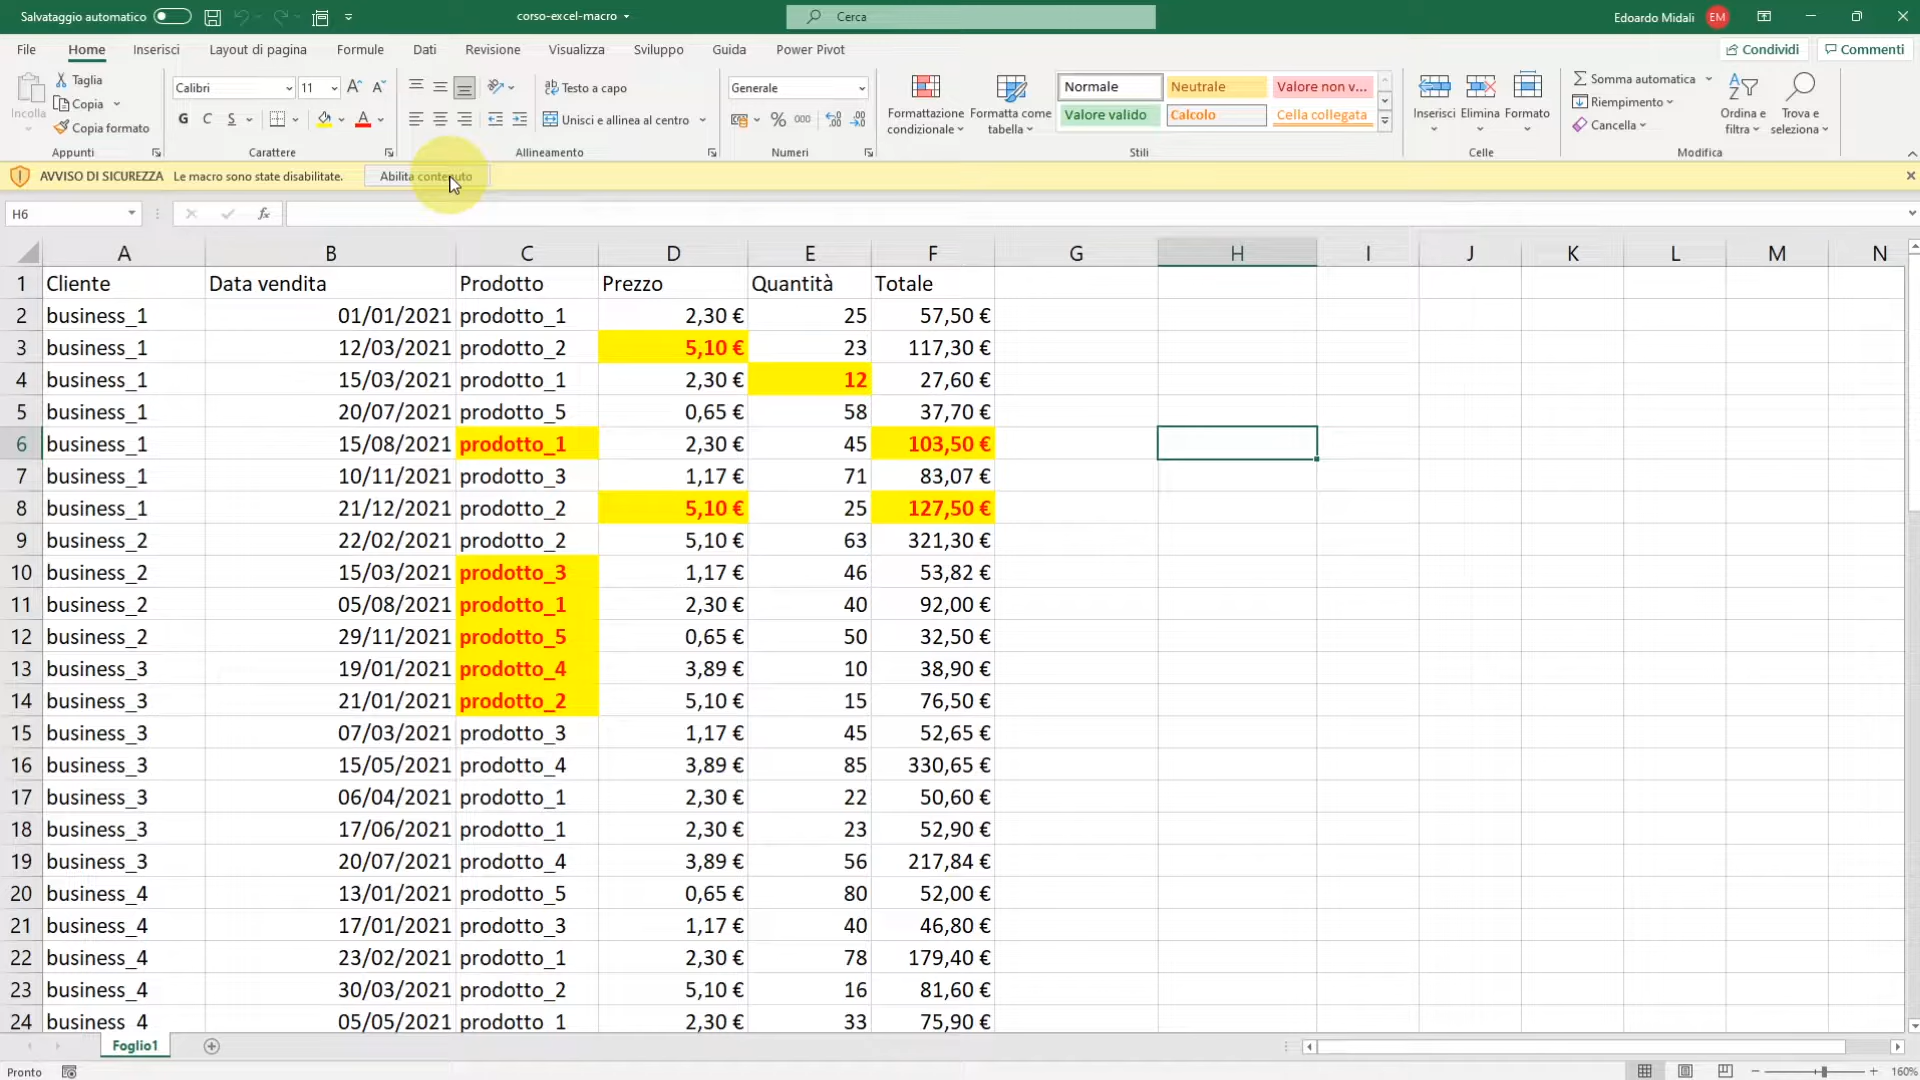 Salvataggio automatico
corso-excel-macro
Cerca
Edoardo Midali
EM
File Home Inserisci Layout di pagina Formule Dati Revisione Visualizza Sviluppo Guida Power Pivot
Condividi
Commenti
Incolla
Taglia
Copia
Copia formato
Appunti
Calibri
11
G C S
Carattere
Testo a capo
Unisci e allinea al centro
Allineamento
Generale
% 000
Numeri
Formattazione condizionale
Formatta come tabella
Normale
Neutrale
Valore non v...
Valore valido
Calcolo
Cella collegata
Stili
Inserisci
Elimina
Formato
Celle
Somma automatica
Riempimento
Cancella
Ordina e filtra
Trova e seleziona
Modifica
AVVISO DI SICUREZZA Le macro sono state disabilitate. Abilita contenuto
H6
fx
A B C D E F G H I J K L M N
1 Cliente Data vendita Prodotto Prezzo Quantità Totale
2 business_1 01/01/2021 prodotto_1 2,30 € 25 57,50 €
3 business_1 12/03/2021 prodotto_2 5,10 € 23 117,30 €
4 business_1 15/03/2021 prodotto_1 2,30 € 12 27,60 €
5 business_1 20/07/2021 prodotto_5 0,65 € 58 37,70 €
6 business_1 15/08/2021 prodotto_1 2,30 € 45 103,50 €
7 business_1 10/11/2021 prodotto_3 1,17 € 71 83,07 €
8 business_1 21/12/2021 prodotto_2 5,10 € 25 127,50 €
9 business_2 22/02/2021 prodotto_2 5,10 € 63 321,30 €
10 business_2 15/03/2021 prodotto_3 1,17 € 46 53,82 €
11 business_2 05/08/2021 prodotto_1 2,30 € 40 92,00 €
12 business_2 29/11/2021 prodotto_5 0,65 € 50 32,50 €
13 business_3 19/01/2021 prodotto_4 3,89 € 10 38,90 €
14 business_3 21/01/2021 prodotto_2 5,10 € 15 76,50 €
15 business_3 07/03/2021 prodotto_3 1,17 € 45 52,65 €
16 business_3 15/05/2021 prodotto_4 3,89 € 85 330,65 €
17 business_3 06/04/2021 prodotto_1 2,30 € 22 50,60 €
18 business_3 17/06/2021 prodotto_1 2,30 € 23 52,90 €
19 business_3 20/07/2021 prodotto_4 3,89 € 56 217,84 €
20 business_4 13/01/2021 prodotto_5 0,65 € 80 52,00 €
21 business_4 17/01/2021 prodotto_3 1,17 € 40 46,80 €
22 business_4 23/02/2021 prodotto_1 2,30 € 78 179,40 €
23 business_4 30/03/2021 prodotto_2 5,10 € 16 81,60 €
24 business_4 05/05/2021 prodotto_1 2,30 € 33 75,90 €
Foglio1
Pronto
160%